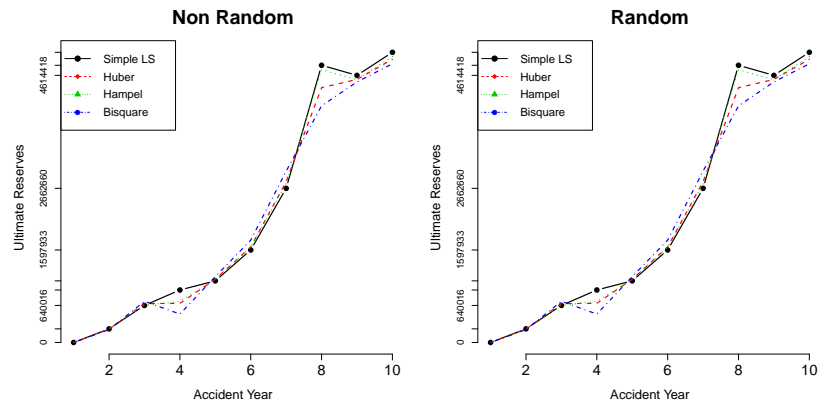 Non Random
Simple LS
Huber
Hampel
Bisquare
Ultimate Reserves
4614418
2662660
1597933
640016
0
2 4 6 8 10
Accident Year
Random
Simple LS
Huber
Hampel
Bisquare
Ultimate Reserves
4614418
2662660
1597933
640016
0
2 4 6 8 10
Accident Year